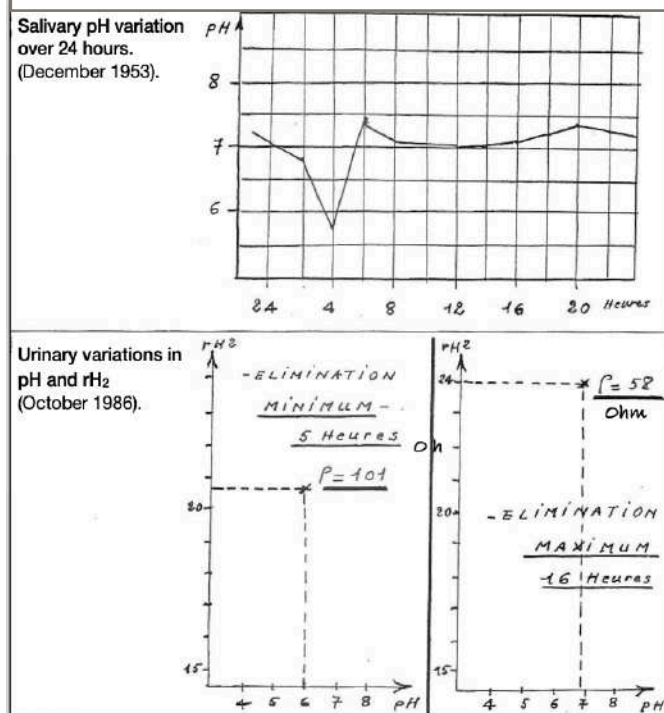 Salivary pH variation
over 24 hours.
(December 1953).
pH
8
7
6
24 4 8 12 16 20 Heures
Urinary variations in
pH and rH₂
(October 1986).
rH2
-ELIMINATION
MINIMUM-
5 Heures
ρ=101 Oh
20
15
4 5 6 7 8 pH
rH2
24
ρ=58
Ohm
20
-ELIMINATION
MAXIMUM
16 Heures
15
4 5 6 7 8 pH